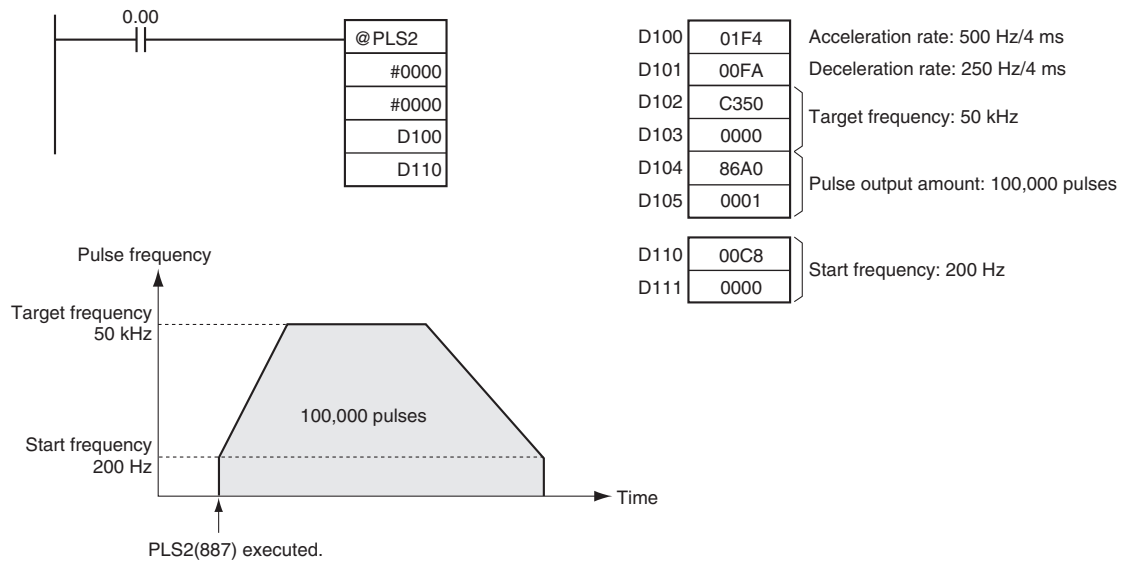 0.00
@PLS2
#0000
#0000
D100
D110
D100 01F4 Acceleration rate: 500 Hz/4 ms
D101 00FA Deceleration rate: 250 Hz/4 ms
D102 C350
Target frequency: 50 kHz
D103 0000
D104 86A0
Pulse output amount: 100,000 pulses
D105 0001
D110 00C8
Start frequency: 200 Hz
D111 0000
Pulse frequency
Target frequency
50 kHz
100,000 pulses
Start frequency
200 Hz
Time
PLS2(887) executed.